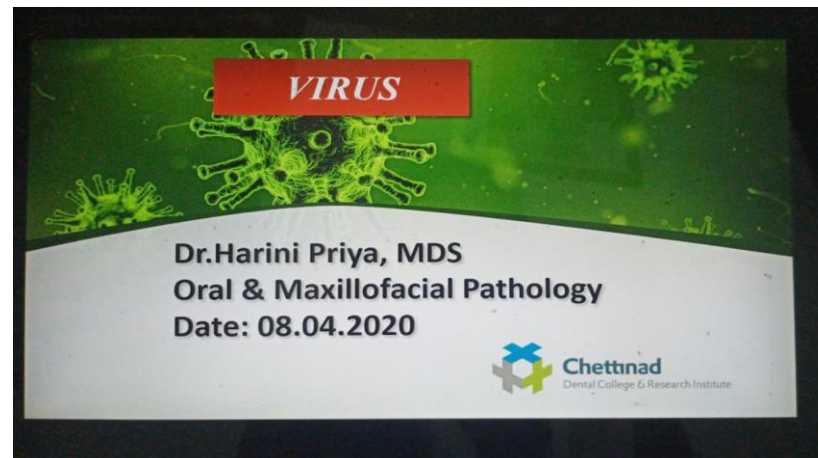 VIRUS
Dr.Harini Priya, MDS
Oral & Maxillofacial Pathology
Date: 08.04.2020
Chettinad
Dental College & Research Institute